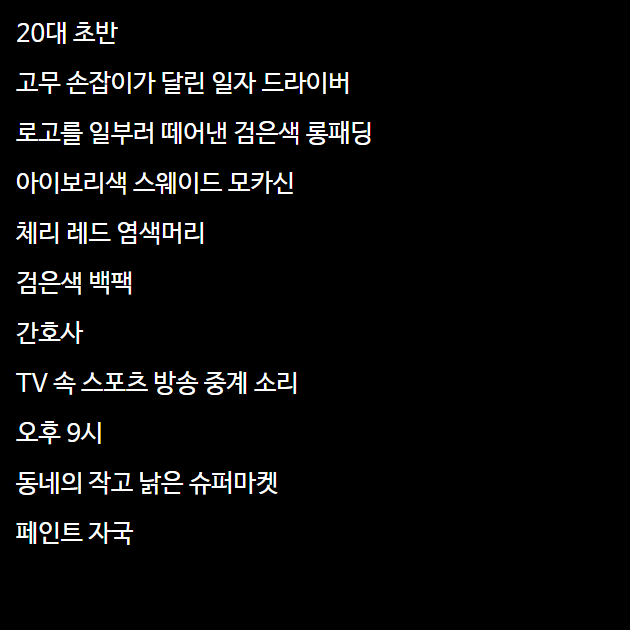 20대 초반
고무 손잡이가 달린 일자 드라이버
로고를 일부러 떼어낸 검은색 롱패딩
아이보리색 스웨이드 모카신
체리 레드 염색머리
검은색 백팩
간호사
TV 속 스포츠 방송 중계 소리
오후 9시
동네의 작고 낡은 슈퍼마켓
페인트 자국